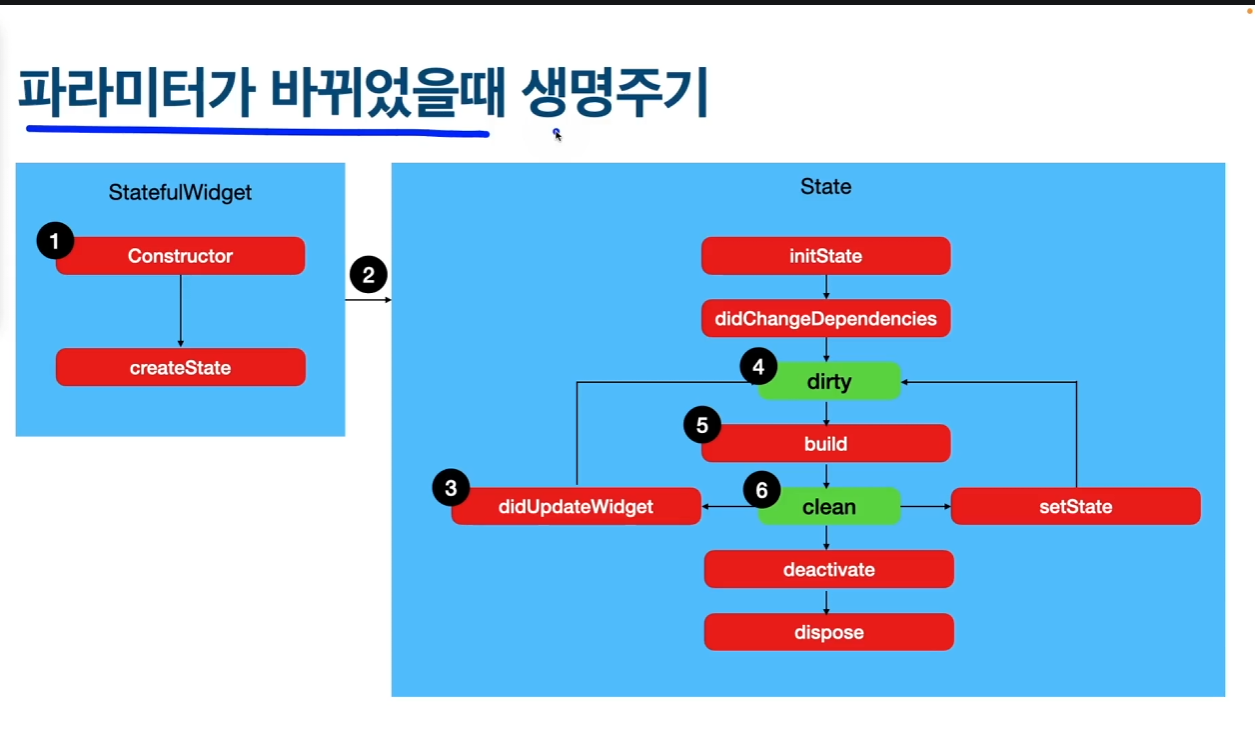 파라미터가 바뀌었을때 생명주기
StatefulWidget
1
Constructor
createState
2
State
initState
didChangeDependencies
4
dirty
5
build
3
didUpdateWidget
6
clean
setState
deactivate
dispose